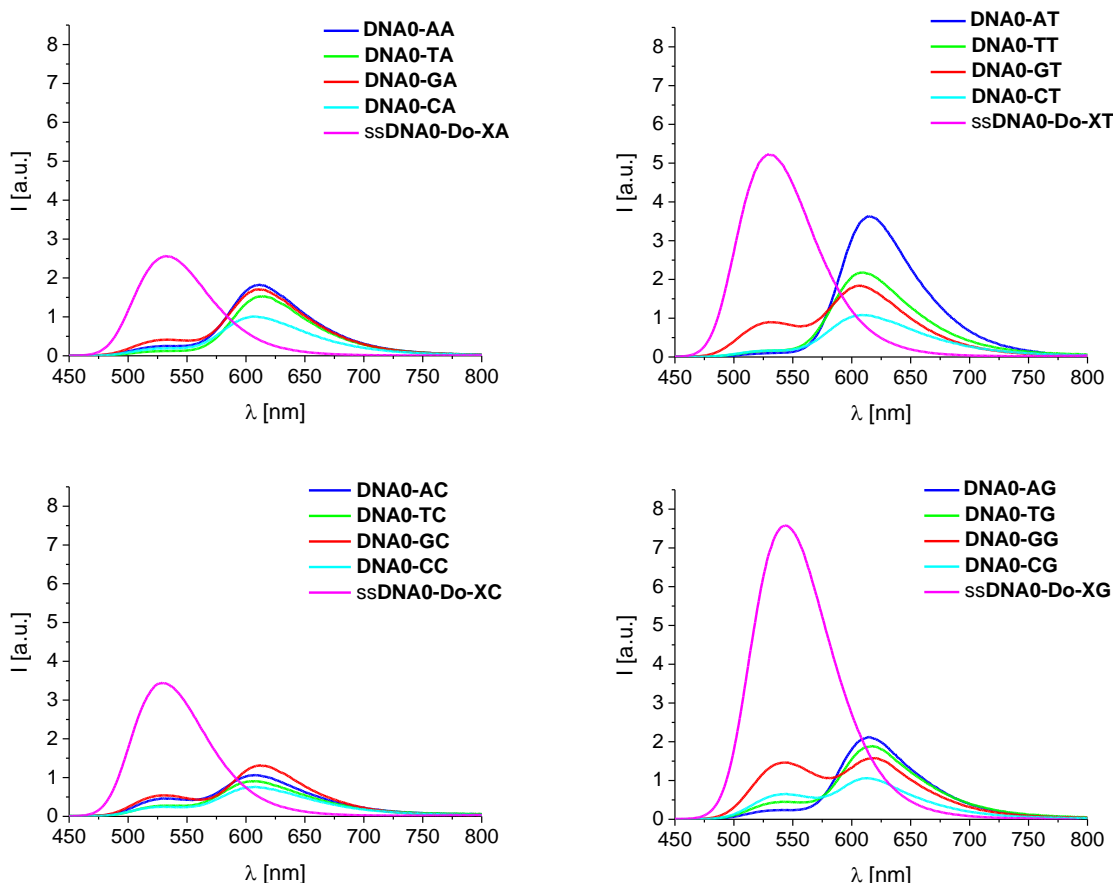 DNA0-AA
DNA0-TA
DNA0-GA
DNA0-CA
ssDNA0-Do-XA
8
7
6
5
4
3
2
1
0
I [a.u.]
450 500 550 600 650 700 750 800
λ [nm]
DNA0-AT
DNA0-TT
DNA0-GT
DNA0-CT
ssDNA0-Do-XT
8
7
6
5
4
3
2
1
0
I [a.u.]
450 500 550 600 650 700 750 800
λ [nm]
DNA0-AC
DNA0-TC
DNA0-GC
DNA0-CC
ssDNA0-Do-XC
8
7
6
5
4
3
2
1
0
I [a.u.]
450 500 550 600 650 700 750 800
λ [nm]
DNA0-AG
DNA0-TG
DNA0-GG
DNA0-CG
ssDNA0-Do-XG
8
7
6
5
4
3
2
1
0
I [a.u.]
450 500 550 600 650 700 750 800
λ [nm]